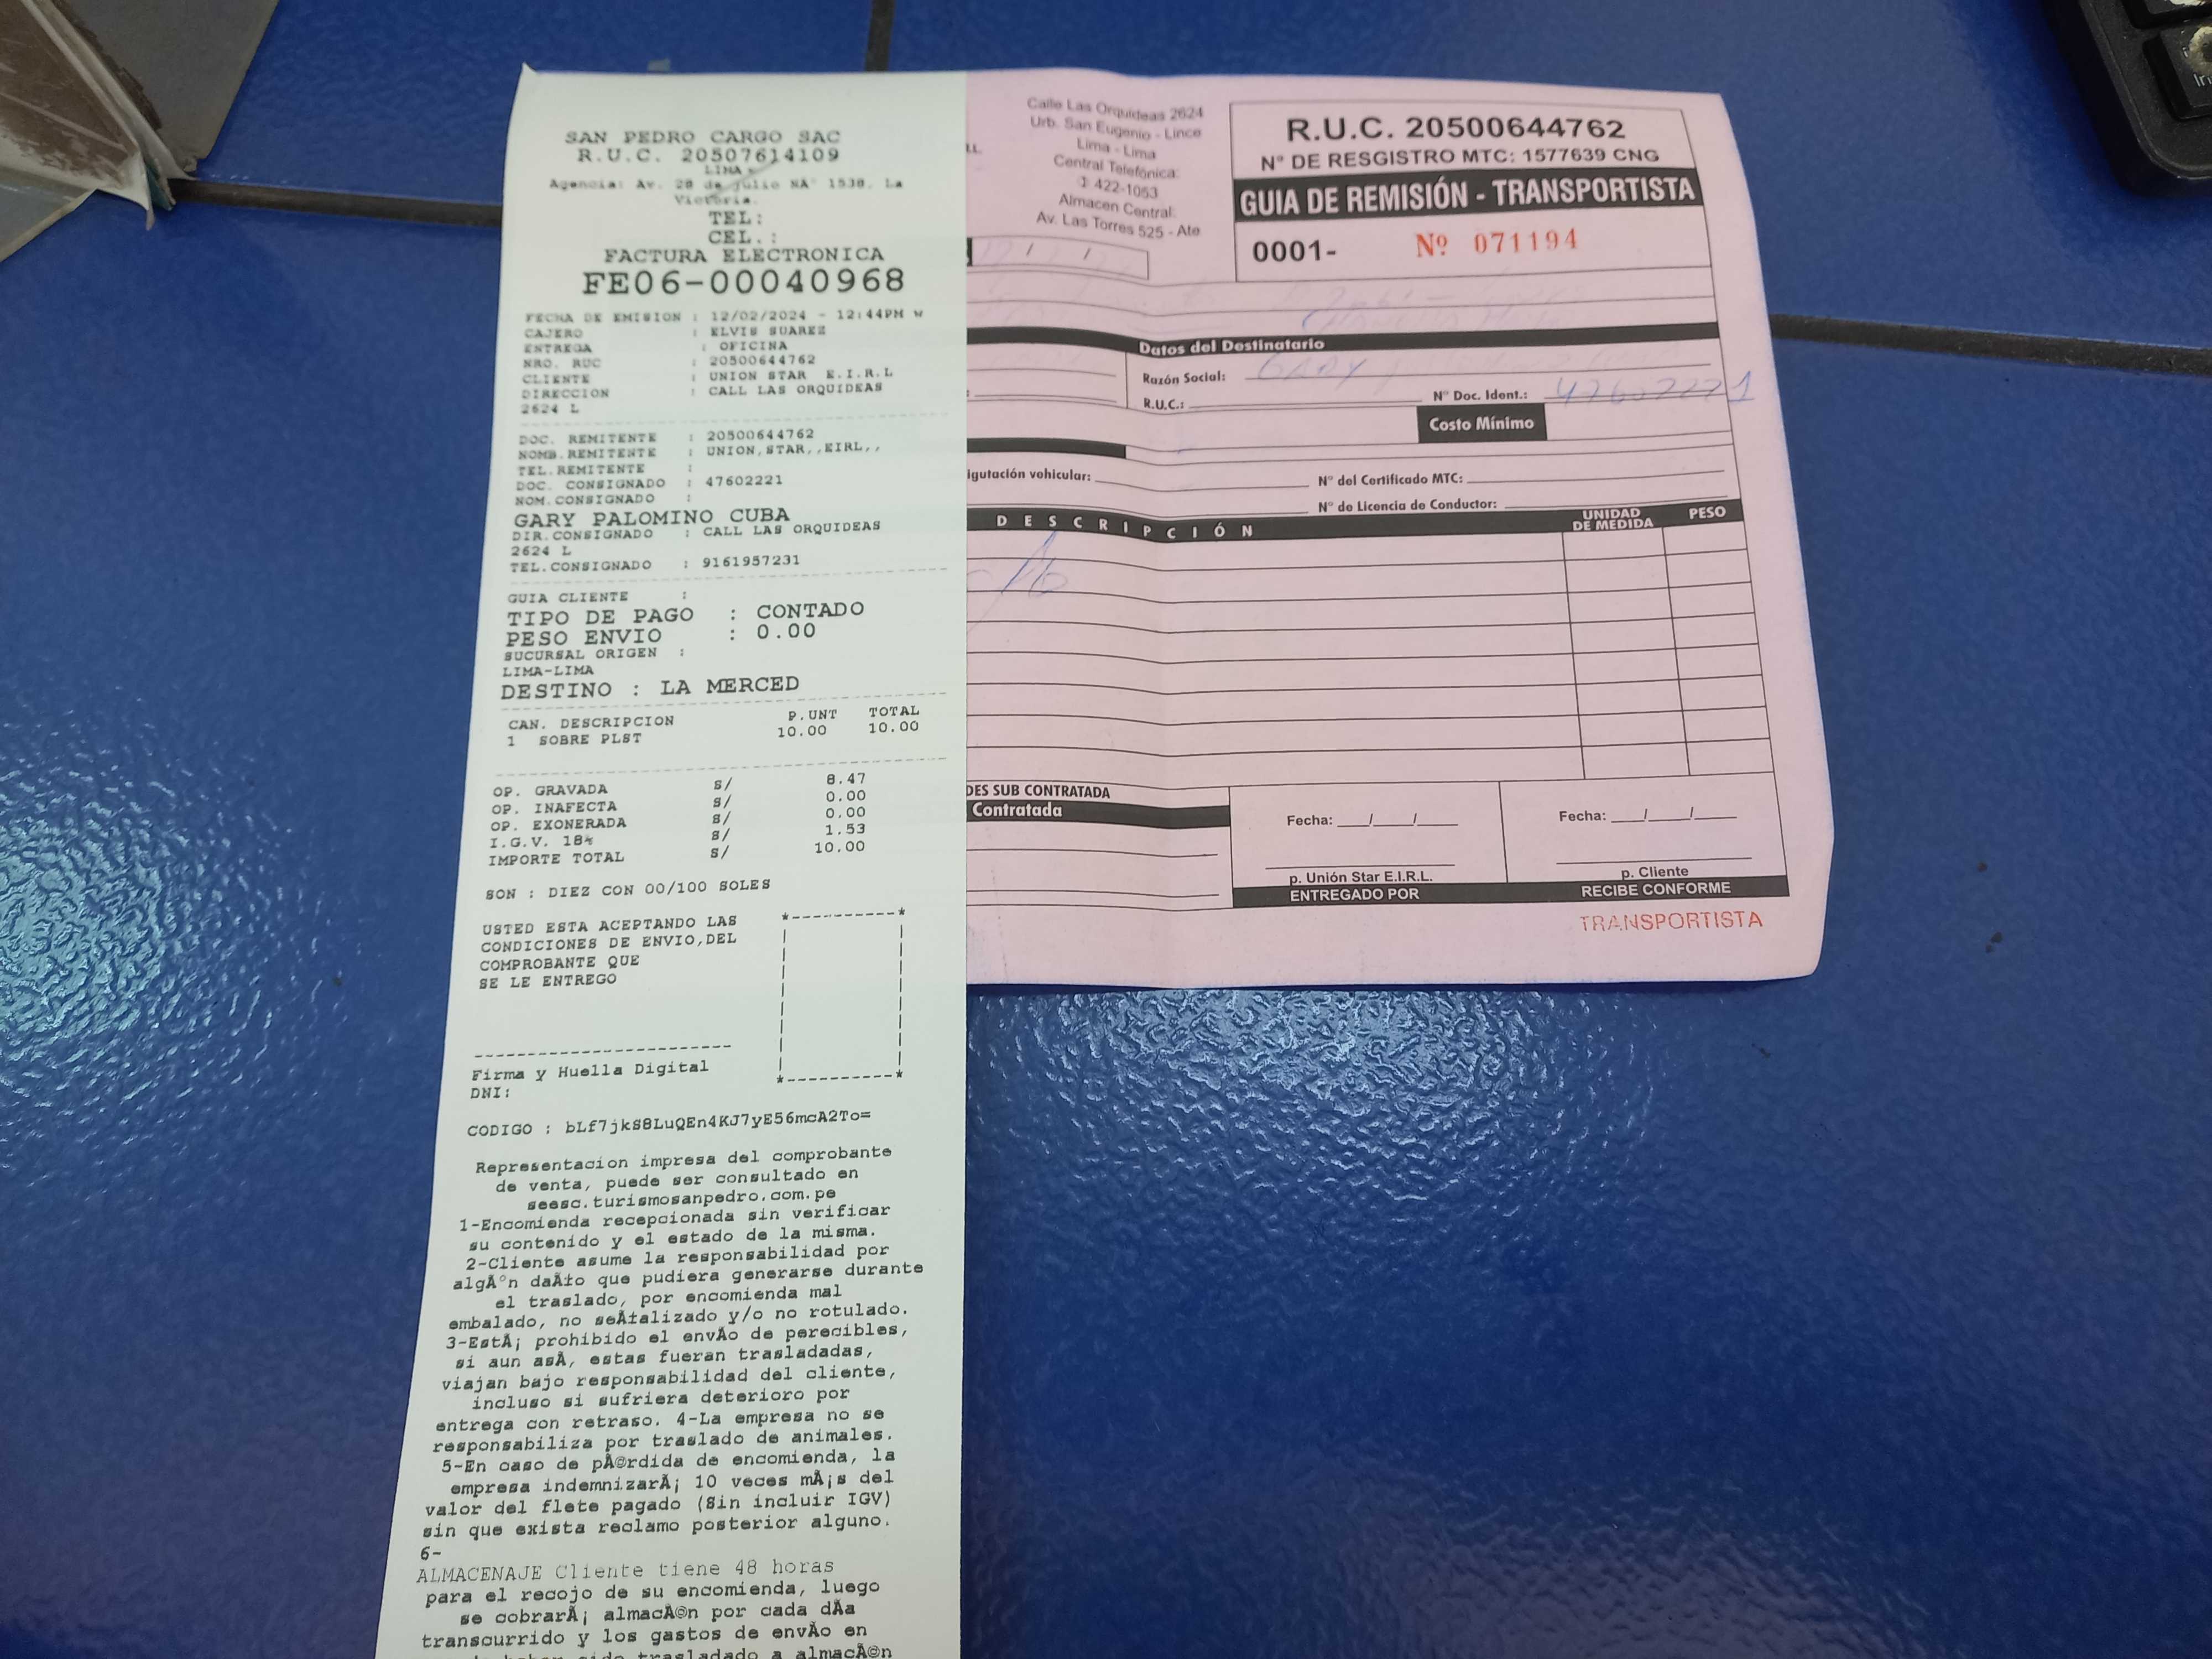 SAN PEDRO CARGO SAC
R.U.C. 20507614109
LIMA -
Agencia: Av. 28 de julio NÂ° 1538. La
Victoria.
TEL:
CEL.:
FACTURA ELECTRONICA
FE06-00040968
FECHA DE EMISION : 12/02/2024 - 12:44PM W
CAJERO : ELVIS SUAREZ
ENTREGA : OFICINA
NRO. RUC : 20500644762
CLIENTE : UNION STAR E.I.R.L
DIRECCION : CALL LAS ORQUIDEAS
2624 L
DOC. REMITENTE : 20500644762
NOMB.REMITENTE : UNION,STAR,,EIRL,,
TEL.REMITENTE :
DOC. CONSIGNADO : 47602221
NOM.CONSIGNADO :
GARY PALOMINO CUBA
DIR.CONSIGNADO : CALL LAS ORQUIDEAS
2624 L
TEL.CONSIGNADO : 9161957231
GUIA CLIENTE :
TIPO DE PAGO : CONTADO
PESO ENVIO : 0.00
SUCURSAL ORIGEN :
LIMA-LIMA
DESTINO : LA MERCED
CAN. DESCRIPCION P.UNT TOTAL
1 SOBRE PLST 10.00 10.00
OP. GRAVADA S/ 8.47
OP. INAFECTA S/ 0.00
OP. EXONERADA S/ 0.00
I.G.V. 18% S/ 1.53
IMPORTE TOTAL S/ 10.00
SON : DIEZ CON 00/100 SOLES
USTED ESTA ACEPTANDO LAS
CONDICIONES DE ENVIO,DEL
COMPROBANTE QUE
SE LE ENTREGO
Firma y Huella Digital
DNI:
CODIGO : bLf7jkS8LuQEn4KJ7yE56mcA2To=
Representacion impresa del comprobante
de venta, puede ser consultado en
seesc.turismosanpedro.com.pe
1-Encomienda recepcionada sin verificar
su contenido y el estado de la misma.
2-Cliente asume la responsabilidad por
algÃºn daÃ±o que pudiera generarse durante
el traslado, por encomienda mal
embalado, no seÃ±alizado y/o no rotulado.
3-EstÃ¡ prohibido el envÃ­o de perecibles,
si aun asÃ­, estas fueran trasladadas,
viajan bajo responsabilidad del cliente,
incluso si sufriera deterioro por
entrega con retraso. 4-La empresa no se
responsabiliza por traslado de animales.
5-En caso de pÃ©rdida de encomienda, la
empresa indemnizarÃ¡ 10 veces mÃ¡s del
valor del flete pagado (Sin incluir IGV)
sin que exista reclamo posterior alguno.
6-
ALMACENAJE Cliente tiene 48 horas
para el recojo de su encomienda, luego
se cobrarÃ¡ almacÃ©n por cada dÃ­a
transcurrido y los gastos de envÃ­o en
trasladado a almacÃ©n
Calle Las Orquídeas 2624
Urb. San Eugenio - Lince
Lima - Lima
Central Telefónica:
422-1053
Almacen Central:
Av. Las Torres 525 - Ate
R.U.C. 20500644762
N° DE RESGISTRO MTC: 1577639 CNG
GUIA DE REMISIÓN - TRANSPORTISTA
0001- Nº 071194
Datos del Destinatario
Razón Social: GARY
R.U.C.: N° Doc. Ident.: 47602221
Costo Mínimo
igutación vehicular: N° del Certificado MTC:
N° de Licencia de Conductor:
DESCRIPCIÓN UNIDAD DE MEDIDA PESO
DES SUB CONTRATADA
Contratada
Fecha: __/__/__ Fecha: __/__/__
p. Unión Star E.I.R.L. p. Cliente
ENTREGADO POR RECIBE CONFORME
TRANSPORTISTA